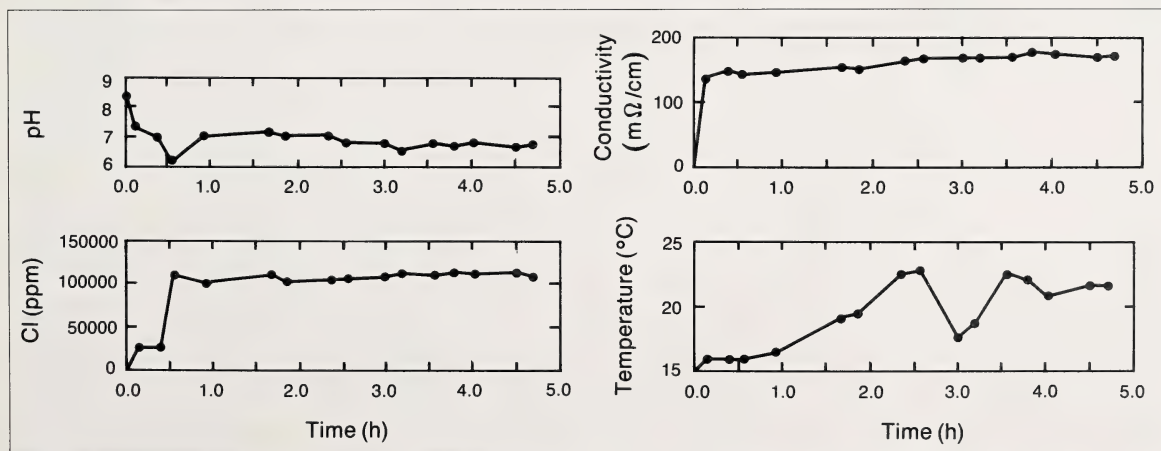 pH
9
8
7
6
0.0 1.0 2.0 3.0 4.0 5.0
Conductivity
(mΩ/cm)
200
100
0
0.0 1.0 2.0 3.0 4.0 5.0
Cl (ppm)
150000
100000
50000
0
0.0 1.0 2.0 3.0 4.0 5.0
Time (h)
Temperature (°C)
25
20
15
0.0 1.0 2.0 3.0 4.0 5.0
Time (h)